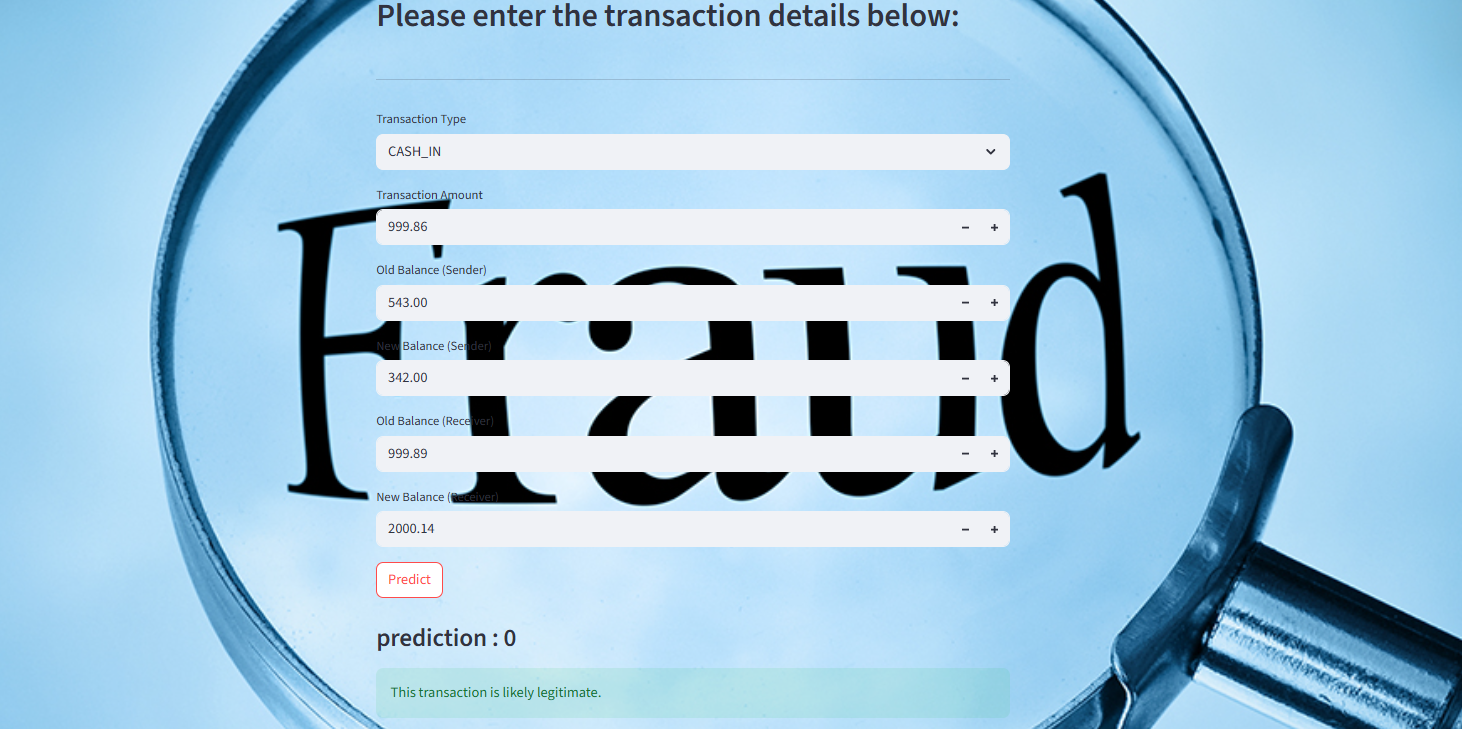 Please enter the transaction details below:
Transaction Type
CASH_IN
Transaction Amount
999.86
Old Balance (Sender)
543.00
New Balance (Sender)
342.00
Old Balance (Receiver)
999.89
New Balance (Receiver)
2000.14
Fraud
Predict
prediction : 0
This transaction is likely legitimate.